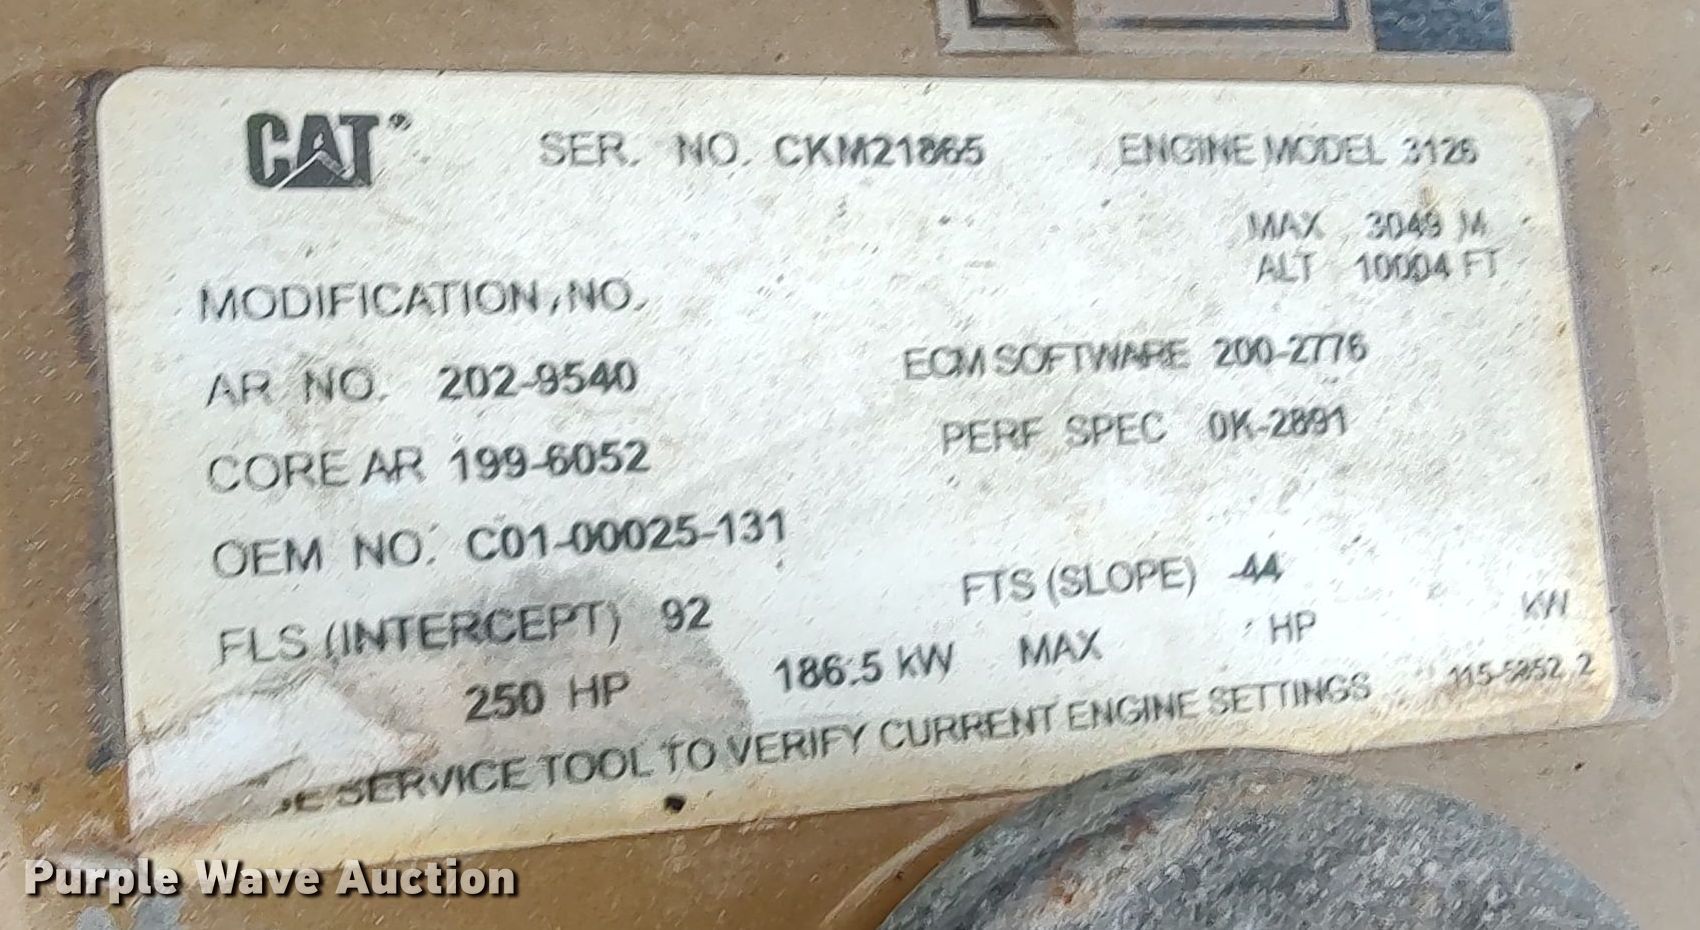 CAT® SER. NO. CKM21865 ENGINE MODEL 3126
MAX 3049 M
ALT 10004 FT
MODIFICATION NO.
AR NO. 202-9540 ECM SOFTWARE 200-2776
CORE AR 199-6052 PERF SPEC 0K-2891
OEM NO. C01-00025-131
FLS (INTERCEPT) 92 FTS (SLOPE) -44
250 HP 186.5 kW MAX HP KW
SERVICE TOOL TO VERIFY CURRENT ENGINE SETTINGS 115-5852 2
Purple Wave Auction